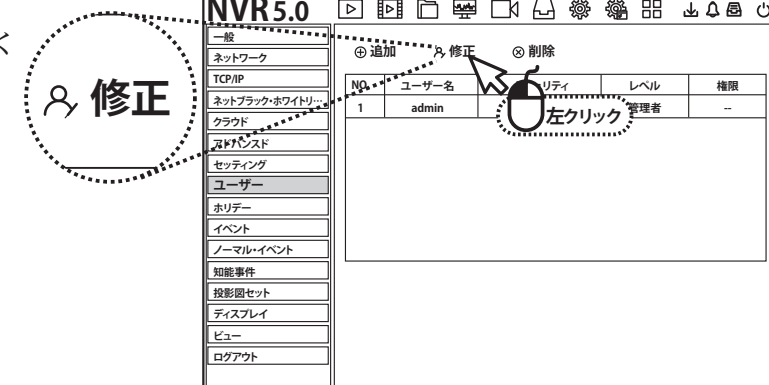 NVR 5.0
一般
ネットワーク
TCP/IP
ネットブラック・ホワイトリ…
クラウド
アドバンスド
セッティング
ユーザー
ホリデー
イベント
ノーマル・イベント
知能事件
投影図セット
ディスプレイ
ビュー
ログアウト
追加 修正 削除
NO. ユーザー名 リティ レベル 権限
1 admin 管理者 --
左クリック
修正